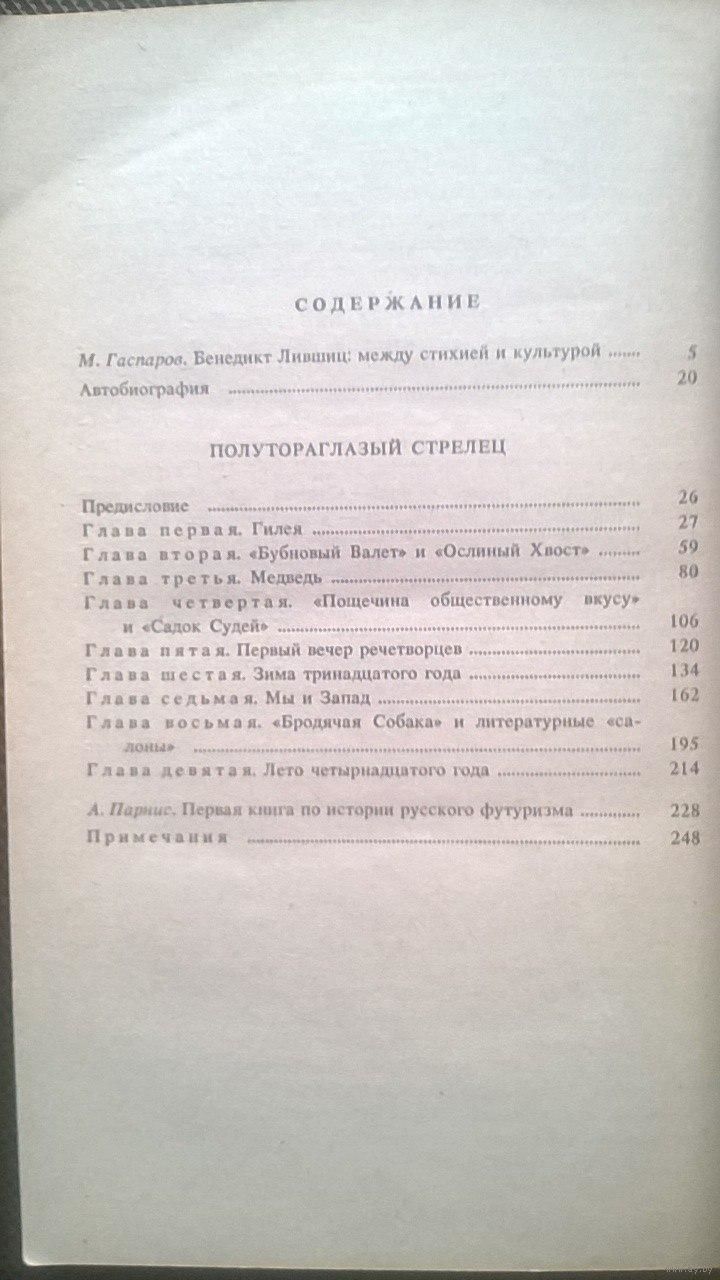 СОДЕРЖАНИЕ
М. Гаспаров. Бенедикт Лившиц: между стихией и культурой ...... 5
Автобиография ...... 20
ПОЛУТОРАГЛАЗЫЙ СТРЕЛЕЦ
Предисловие ...... 26
Глава первая. Гилея ...... 27
Глава вторая. «Бубновый Валет» и «Ослиный Хвост» ...... 59
Глава третья. Медведь ...... 80
Глава четвертая. «Пощечина общественному вкусу»
и «Садок Судей» ...... 106
Глава пятая. Первый вечер речетворцев ...... 120
Глава шестая. Зима тринадцатого года ...... 134
Глава седьмая. Мы и Запад ...... 162
Глава восьмая. «Бродячая Собака» и литературные «са-
лоны» ...... 195
Глава девятая. Лето четырнадцатого года ...... 214
А. Парнис. Первая книга по истории русского футуризма ...... 228
Примечания ...... 248